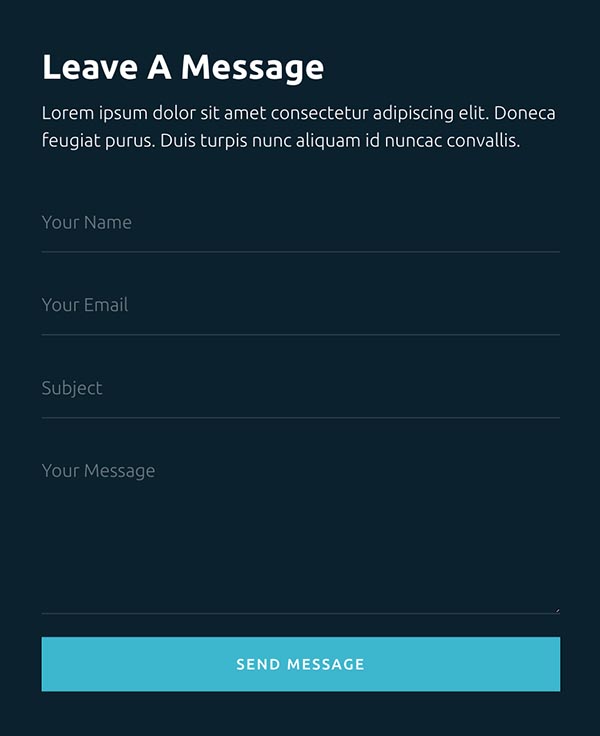 Leave A Message
Lorem ipsum dolor sit amet consectetur adipiscing elit. Doneca
feugiat purus. Duis turpis nunc aliquam id nuncac convallis.
Your Name
Your Email
Subject
Your Message
SEND MESSAGE